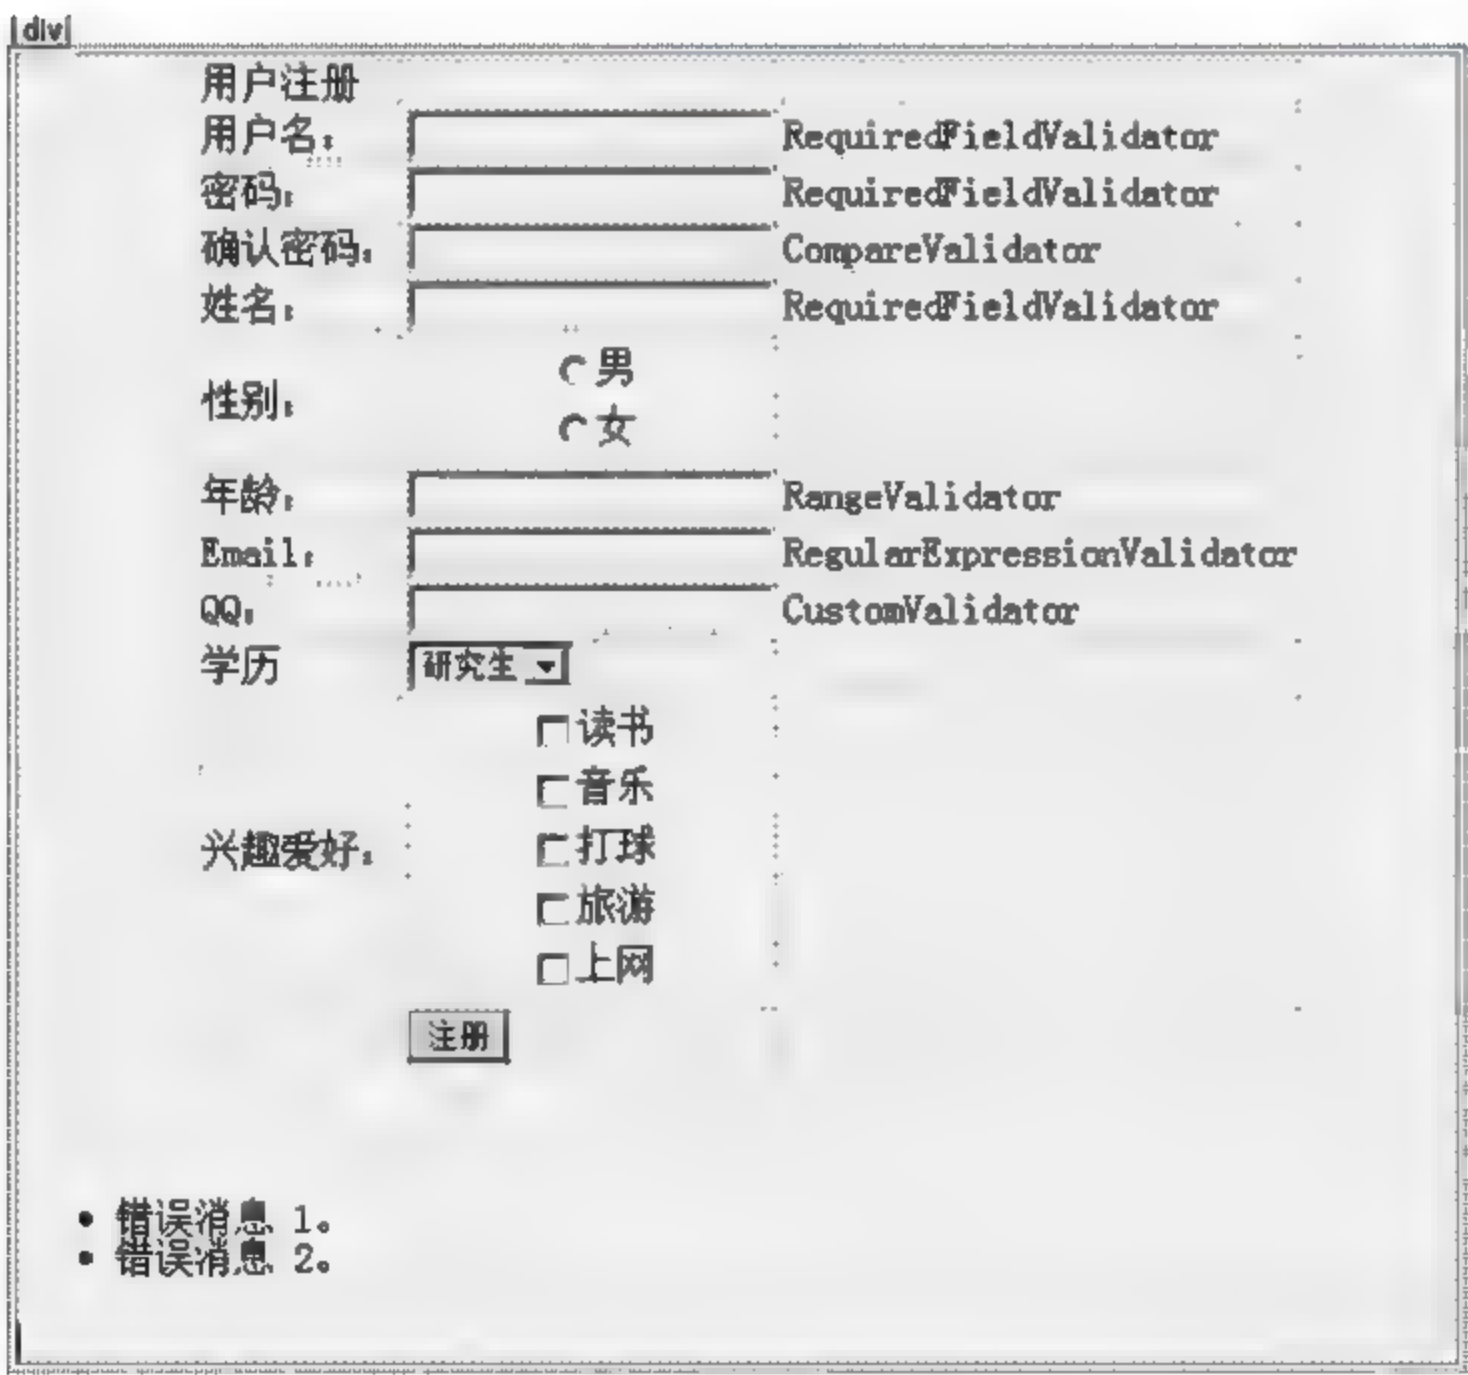 div
用户注册
用户名： RequiredFieldValidator
密码： RequiredFieldValidator
确认密码： CompareValidator
姓名： RequiredFieldValidator
男
性别：
女
年龄： RangeValidator
Email： RegularExpressionValidator
QQ： CustomValidator
学历 研究生
读书
音乐
兴趣爱好： 打球
旅游
上网
注册
• 错误消息 1。
• 错误消息 2。